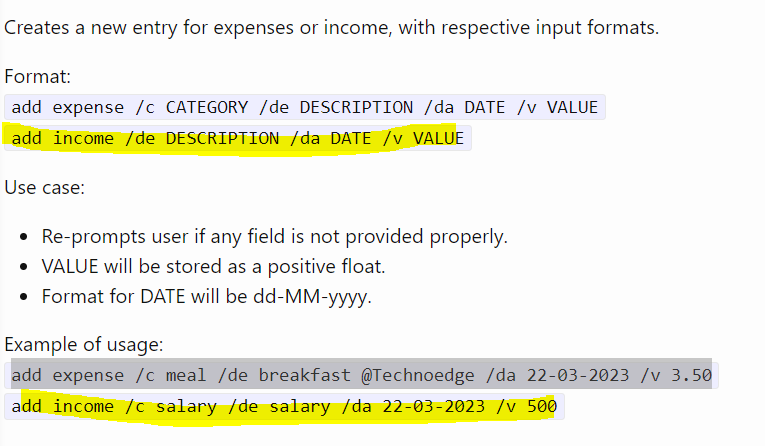 Creates a new entry for expenses or income, with respective input formats.
Format:
add expense /c CATEGORY /de DESCRIPTION /da DATE /v VALUE
add income /de DESCRIPTION /da DATE /v VALUE
Use case:
• Re-prompts user if any field is not provided properly.
• VALUE will be stored as a positive float.
• Format for DATE will be dd-MM-yyyy.
Example of usage:
add expense /c meal /de breakfast @Technoedge /da 22-03-2023 /v 3.50
add income /c salary /de salary /da 22-03-2023 /v 500